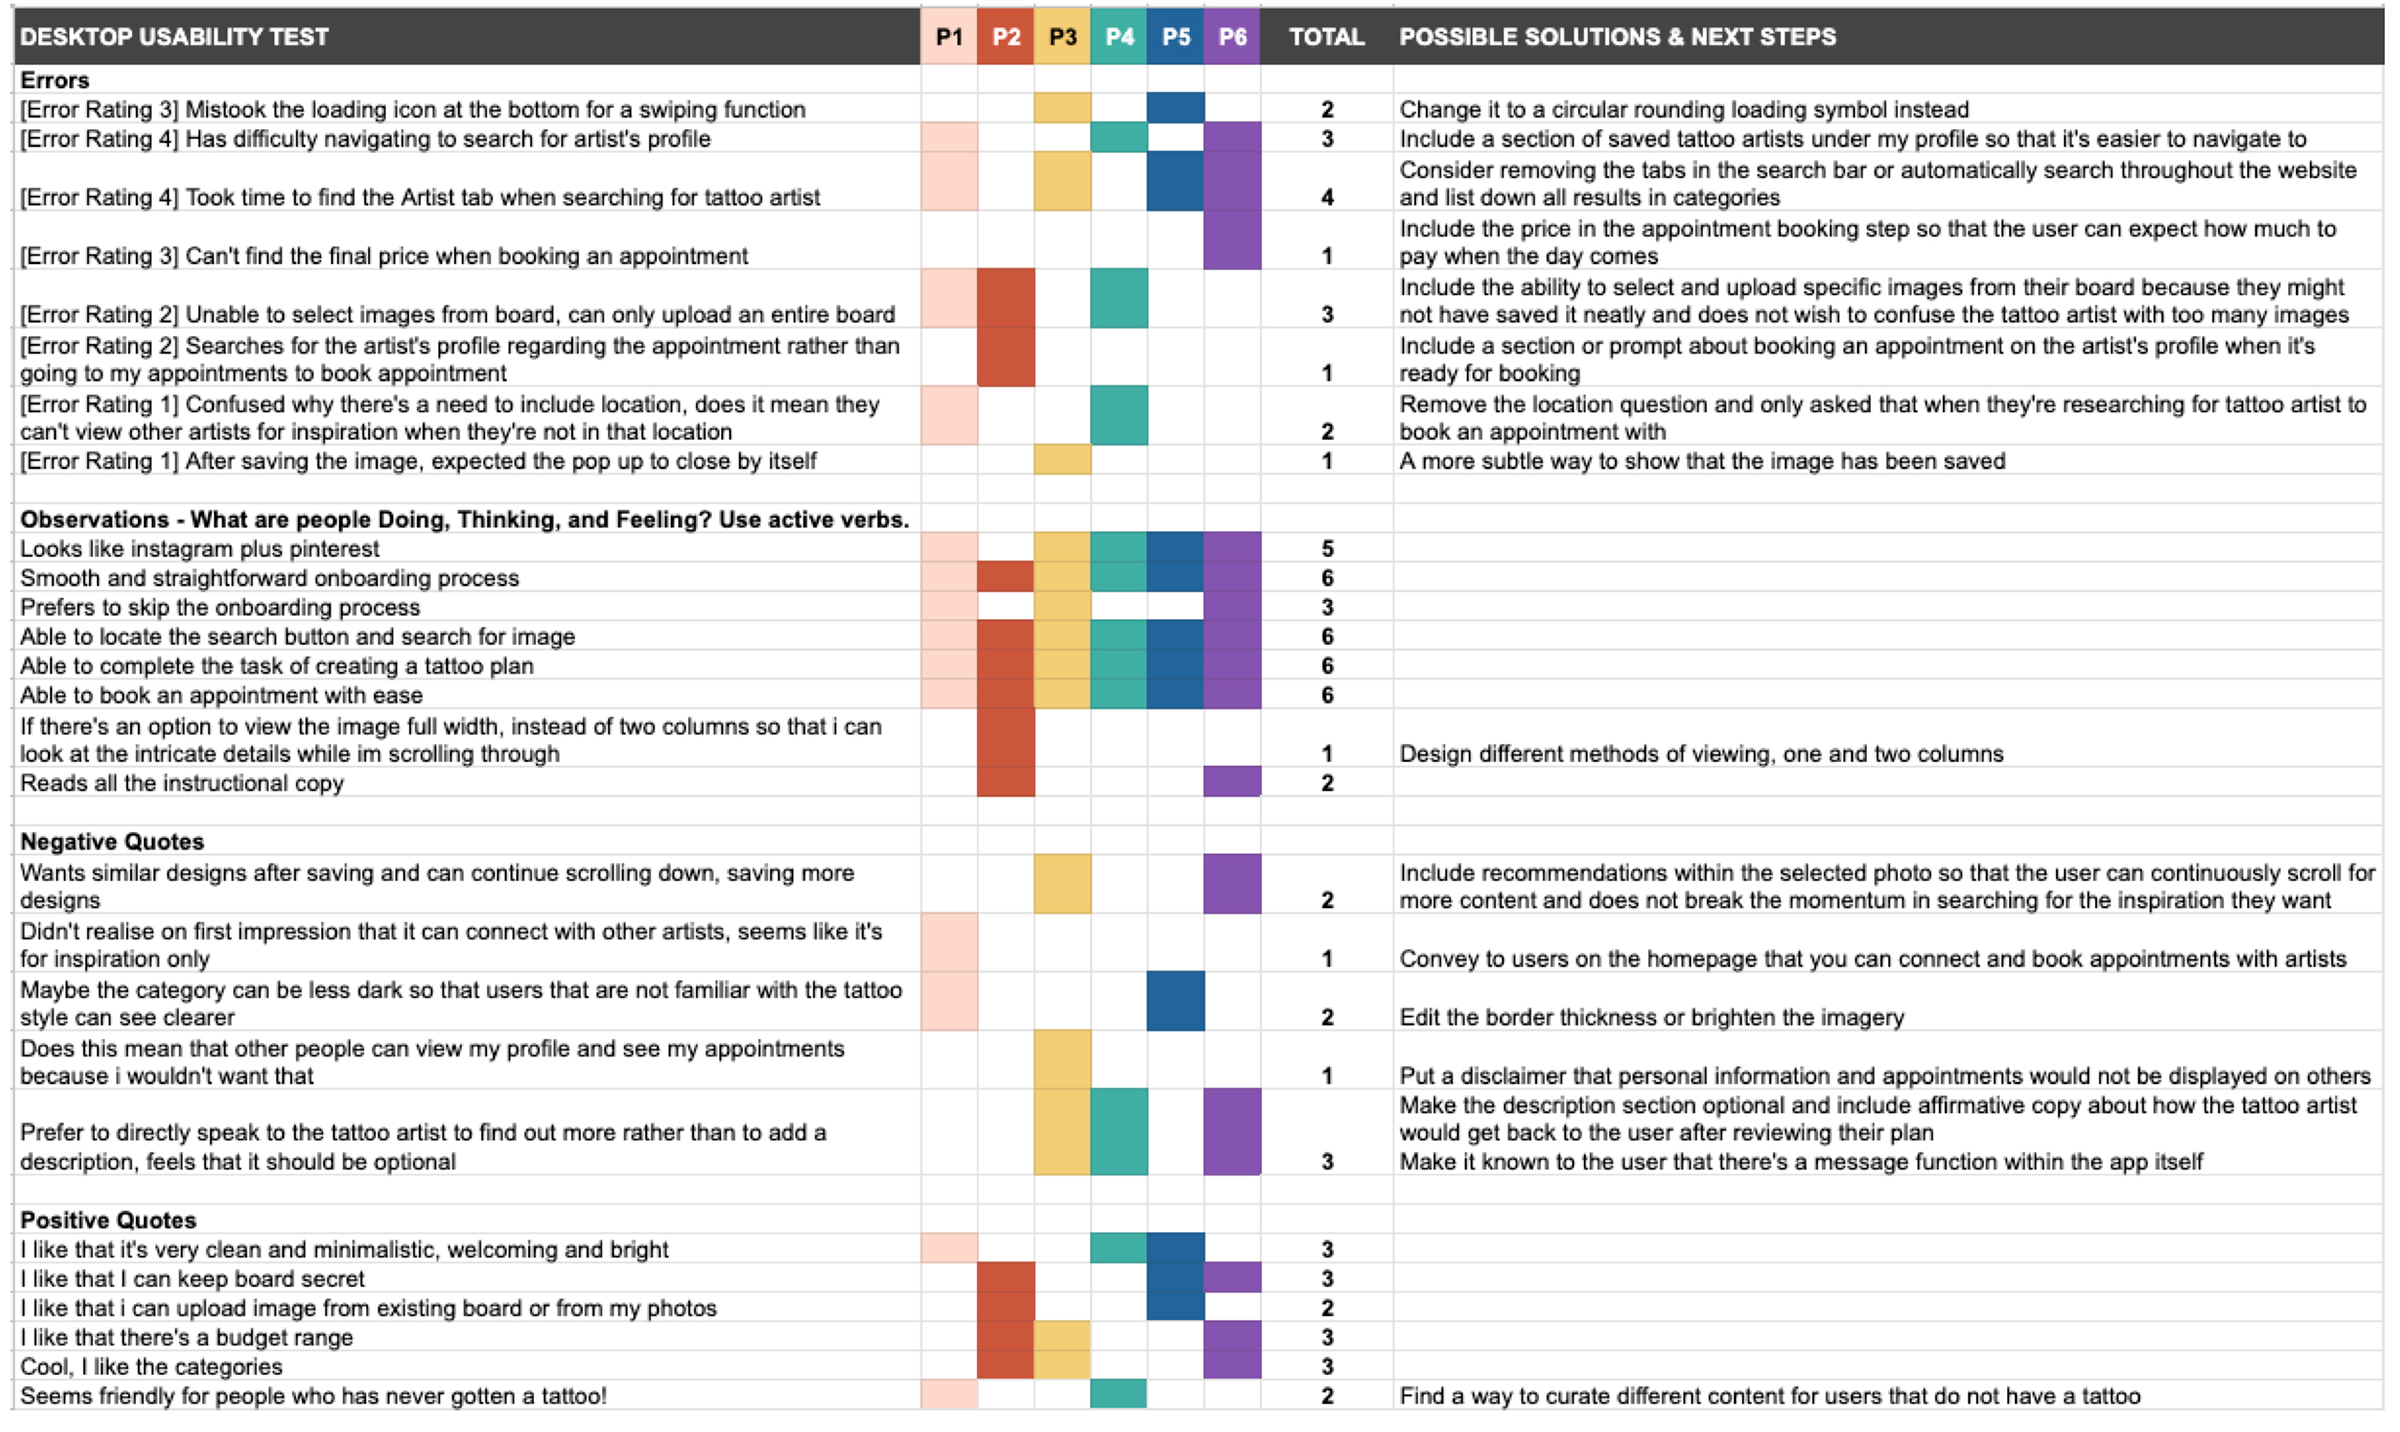 DESKTOP USABILITY TEST P1 P2 P3 P4 P5 P6 TOTAL POSSIBLE SOLUTIONS & NEXT STEPS
Errors
[Error Rating 3] Mistook the loading icon at the bottom for a swiping function 2 Change it to a circular rounding loading symbol instead
[Error Rating 4] Has difficulty navigating to search for artist's profile 3 Include a section of saved tattoo artists under my profile so that it's easier to navigate to
Consider removing the tabs in the search bar or automatically search throughout the website
[Error Rating 4] Took time to find the Artist tab when searching for tattoo artist 4 and list down all results in categories
Include the price in the appointment booking step so that the user can expect how much to
[Error Rating 3] Can't find the final price when booking an appointment 1 pay when the day comes
Include the ability to select and upload specific images from their board because they might
[Error Rating 2] Unable to select images from board, can only upload an entire board 3 not have saved it neatly and does not wish to confuse the tattoo artist with too many images
[Error Rating 2] Searches for the artist's profile regarding the appointment rather than Include a section or prompt about booking an appointment on the artist's profile when it's
going to my appointments to book appointment 1 ready for booking
[Error Rating 1] Confused why there's a need to include location, does it mean they Remove the location question and only asked that when they're researching for tattoo artist to
can't view other artists for inspiration when they're not in that location 2 book an appointment with
[Error Rating 1] After saving the image, expected the pop up to close by itself 1 A more subtle way to show that the image has been saved
Observations - What are people Doing, Thinking, and Feeling? Use active verbs.
Looks like instagram plus pinterest 5
Smooth and straightforward onboarding process 6
Prefers to skip the onboarding process 3
Able to locate the search button and search for image 6
Able to complete the task of creating a tattoo plan 6
Able to book an appointment with ease 6
If there's an option to view the image full width, instead of two columns so that i can
look at the intricate details while im scrolling through 1 Design different methods of viewing, one and two columns
Reads all the instructional copy 2
Negative Quotes
Wants similar designs after saving and can continue scrolling down, saving more Include recommendations within the selected photo so that the user can continuously scroll for
designs 2 more content and does not break the momentum in searching for the inspiration they want
Didn't realise on first impression that it can connect with other artists, seems like it's
for inspiration only 1 Convey to users on the homepage that you can connect and book appointments with artists
Maybe the category can be less dark so that users that are not familiar with the tattoo
style can see clearer 2 Edit the border thickness or brighten the imagery
Does this mean that other people can view my profile and see my appointments
because i wouldn't want that 1 Put a disclaimer that personal information and appointments would not be displayed on others
Make the description section optional and include affirmative copy about how the tattoo artist
Prefer to directly speak to the tattoo artist to find out more rather than to add a would get back to the user after reviewing their plan
description, feels that it should be optional 3 Make it known to the user that there's a message function within the app itself
Positive Quotes
I like that it's very clean and minimalistic, welcoming and bright 3
I like that I can keep board secret 3
I like that i can upload image from existing board or from my photos 2
I like that there's a budget range 3
Cool, I like the categories 3
Seems friendly for people who has never gotten a tattoo! 2 Find a way to curate different content for users that do not have a tattoo